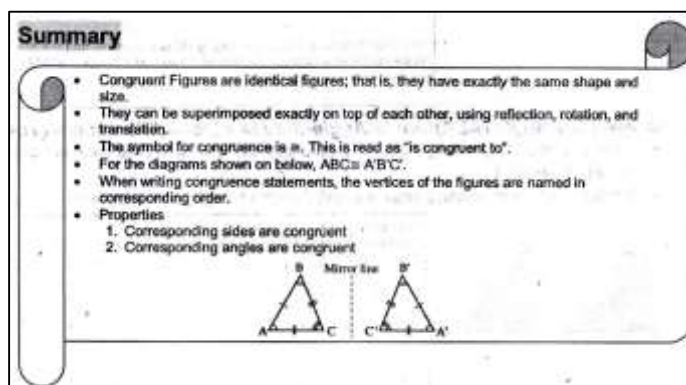 Summary
• Congruent Figures are identical figures; that is, they have exactly the same shape and
size.
• They can be superimposed exactly on top of each other, using reflection, rotation, and
translation.
• The symbol for congruence is ≅. This is read as "is congruent to".
• For the diagrams shown on below, ABC≅ A'B'C'.
• When writing congruence statements, the vertices of the figures are named in
corresponding order.
• Properties
1. Corresponding sides are congruent
2. Corresponding angles are congruent
B Mirror line B'
A C C' A'